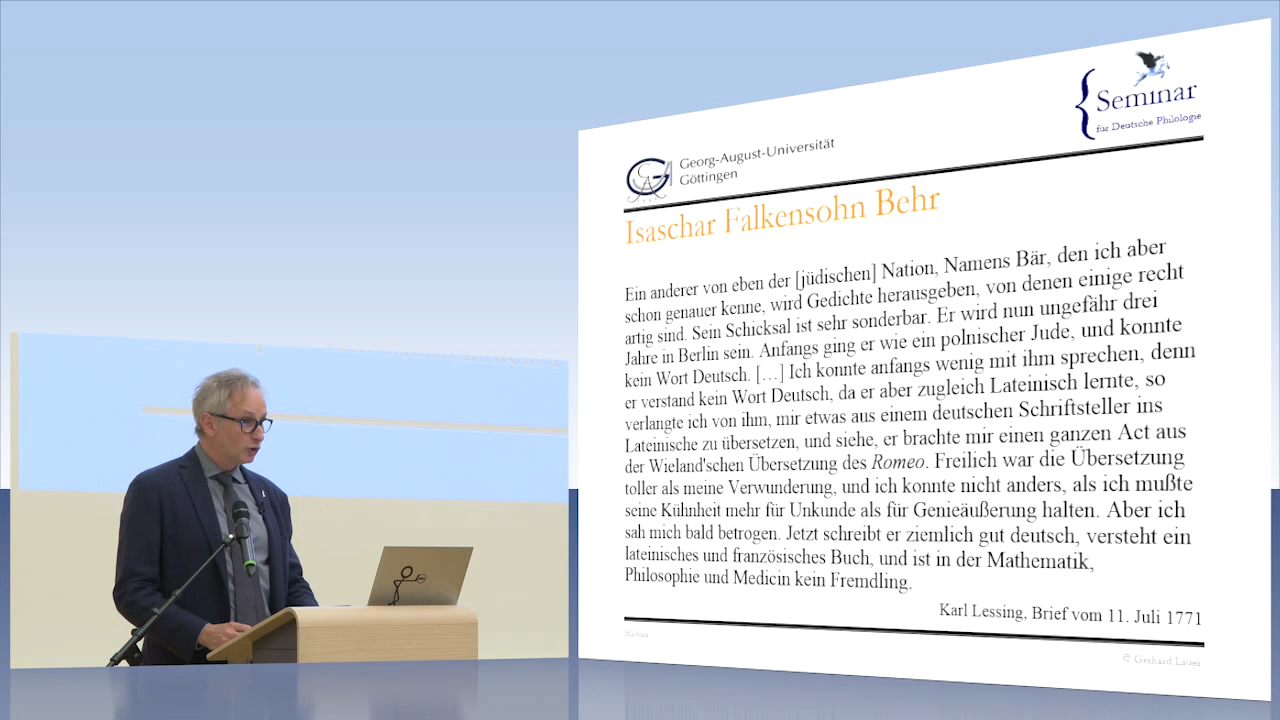 Seminar
für Deutsche Philologie
Georg-August-Universität
Göttingen
Isaschar Falkensohn Behr
Ein anderer von eben der [jüdischen] Nation, Namens Bär, den ich aber
schon genauer kenne, wird Gedichte herausgeben, von denen einige recht
artig sind. Sein Schicksal ist sehr sonderbar. Er wird nun ungefähr drei
Jahre in Berlin sein. Anfangs ging er wie ein polnischer Jude, und konnte
kein Wort Deutsch. […] Ich konnte anfangs wenig mit ihm sprechen, denn
er verstand kein Wort Deutsch, da er aber zugleich Lateinisch lernte, so
verlangte ich von ihm, mir etwas aus einem deutschen Schriftsteller ins
Lateinische zu übersetzen, und siehe, er brachte mir einen ganzen Act aus
der Wieland'schen Übersetzung des Romeo. Freilich war die Übersetzung
toller als meine Verwunderung, und ich konnte nicht anders, als ich mußte
seine Kühnheit mehr für Unkunde als für Genieäußerung halten. Aber ich
sah mich bald betrogen. Jetzt schreibt er ziemlich gut deutsch, versteht ein
lateinisches und französisches Buch, und ist in der Mathematik,
Philosophie und Medicin kein Fremdling.
Karl Lessing, Brief vom 11. Juli 1771
© Gerhard Lauer